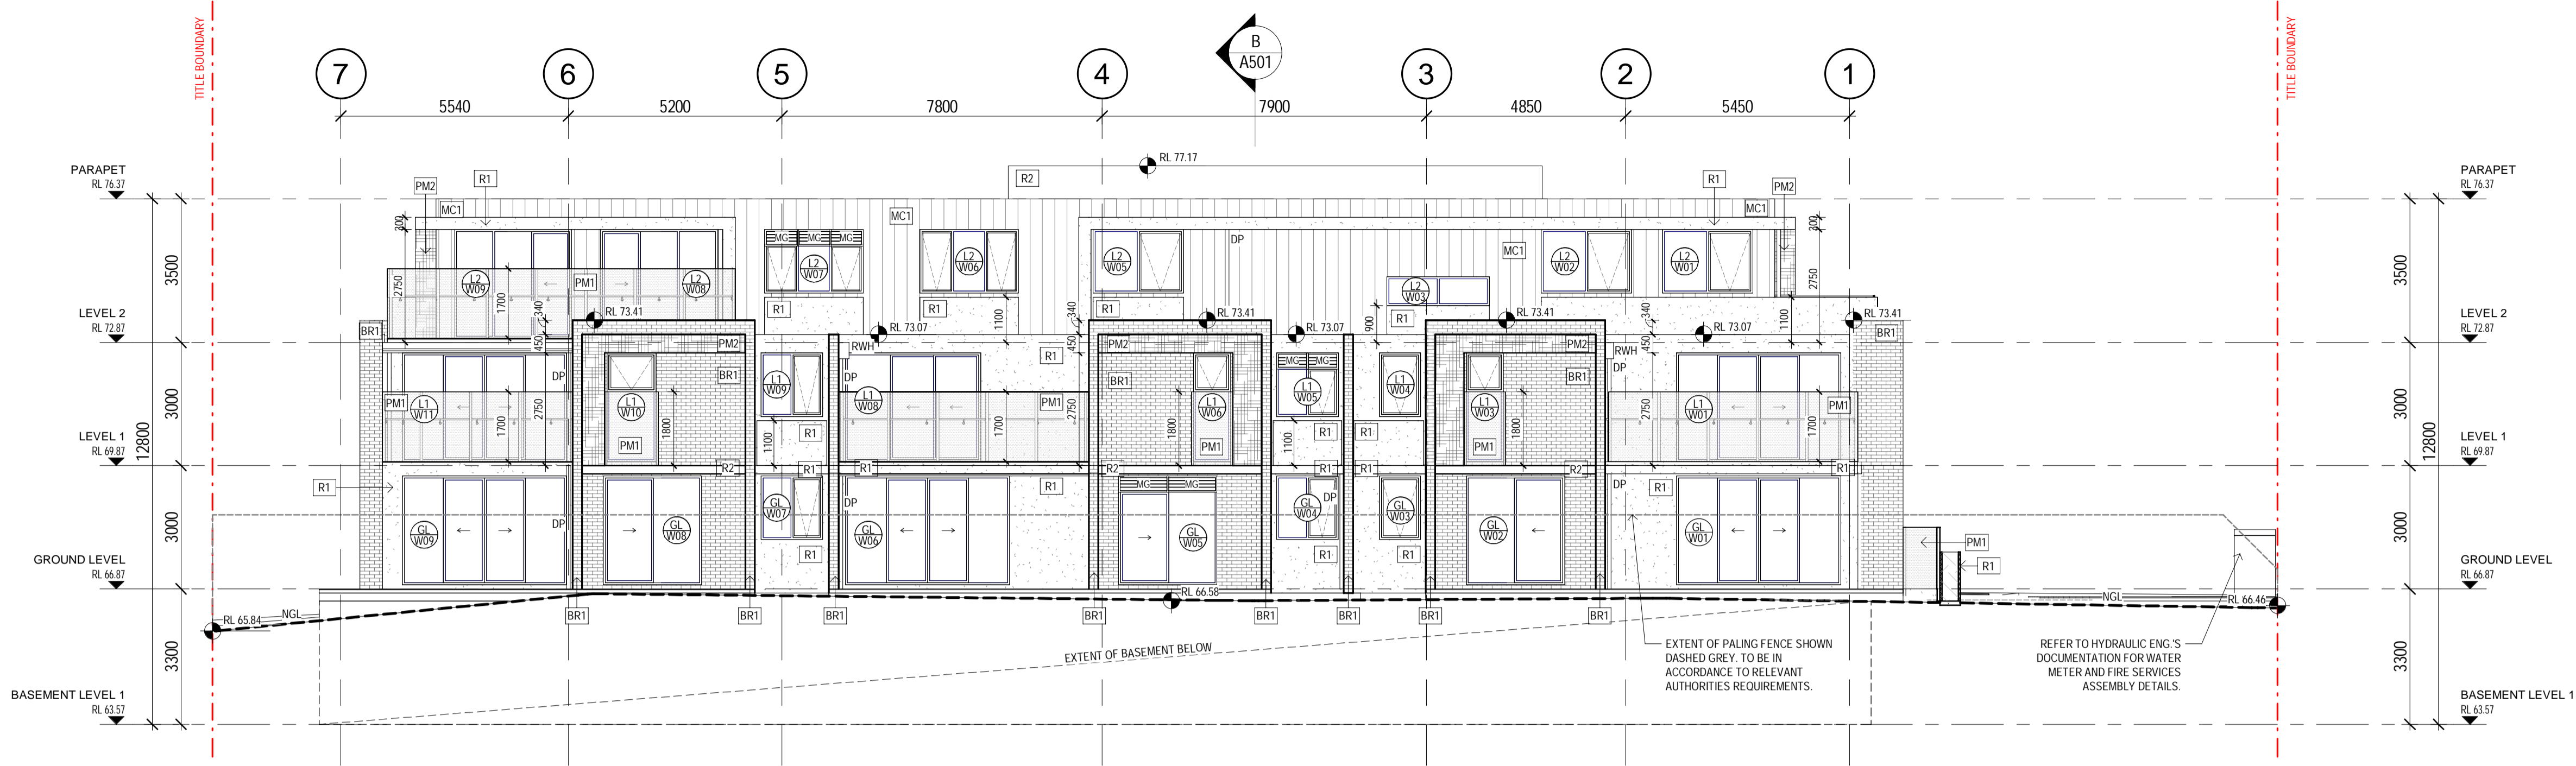 TITLE BOUNDARY
TITLE BOUNDARY
B
A501
7
6
5
4
3
2
1
5540
5200
7800
7900
4850
5450
RL 77.17
PARAPET
RL 76.37
PARAPET
RL 76.37
PM2
R1
R2
R1
PM2
MC1
MC1
MC1
300
300
MG
MG
MG
DP
MC1
L2
W09
L2
W08
L2
W07
L2
W06
L2
W05
L2
W03
L2
W02
L2
W01
PM1
2750
1700
3500
3500
2750
R1
R1
R1
R1
340
1100
340
900
340
1100
LEVEL 2
RL 72.87
LEVEL 2
RL 72.87
BR1
RL 73.41
RL 73.07
RL 73.41
RL 73.07
RL 73.41
RL 73.07
RL 73.41
BR1
450
PM2
RWH
R1
450
PM2
PM2
450
RWH
MG
MG
DP
BR1
DP
BR1
BR1
DP
L1
W11
L1
W10
L1
W09
L1
W08
L1
W06
L1
W05
L1
W04
L1
W03
L1
W01
PM1
PM1
PM1
2750
2750
2750
3000
12800
3000
12800
1700
1800
1100
1700
1800
1100
1800
1700
PM1
R1
PM1
R1
R1
PM1
LEVEL 1
RL 69.87
LEVEL 1
RL 69.87
R2
R1
R1
R2
R1
R1
R2
R1
R1
R1
R1
MG
MG
DP
DP
DP
DP
GL
W09
GL
W08
GL
W07
GL
W06
GL
W05
GL
W04
GL
W03
GL
W02
GL
W01
3000
3000
R1
R1
R1
PM1
R1
GROUND LEVEL
RL 66.87
GROUND LEVEL
RL 66.87
RL 65.84
NGL
RL 66.58
NGL
RL 66.46
BR1
BR1
BR1
BR1
BR1
BR1
BR1
BR1
3300
3300
EXTENT OF BASEMENT BELOW
EXTENT OF PALING FENCE SHOWN
DASHED GREY. TO BE IN
ACCORDANCE TO RELEVANT
AUTHORITIES REQUIREMENTS.
REFER TO HYDRAULIC ENG.'S
DOCUMENTATION FOR WATER
METER AND FIRE SERVICES
ASSEMBLY DETAILS.
BASEMENT LEVEL 1
RL 63.57
BASEMENT LEVEL 1
RL 63.57